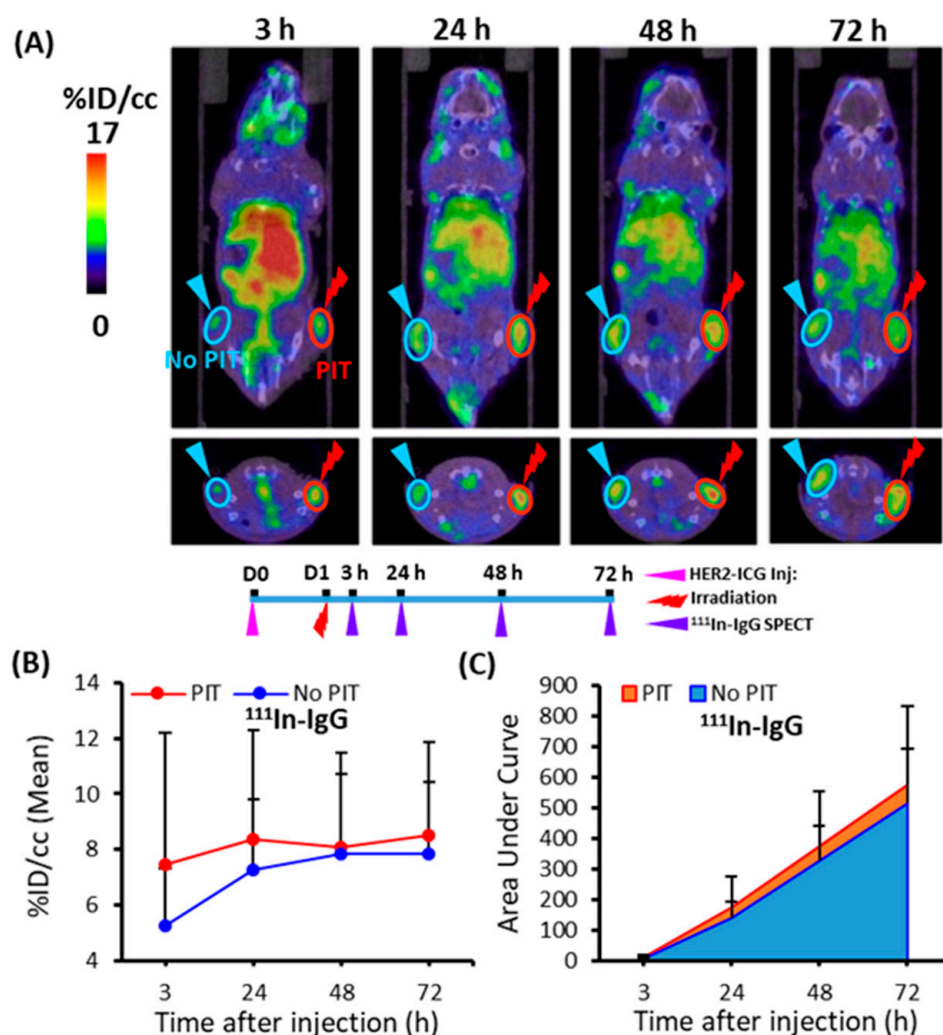 (A)
3 h 24 h 48 h 72 h
%ID/cc
17
0
No PIT
PIT
D0 D1 3 h 24 h 48 h 72 h
HER2-ICG Inj:
Irradiation
¹¹¹In-IgG SPECT
(B)
PIT No PIT
¹¹¹In-IgG
%ID/cc (Mean)
14
12
10
8
6
4
3 24 48 72
Time after injection (h)
(C)
PIT No PIT
¹¹¹In-IgG
Area Under Curve
900
800
700
600
500
400
300
200
100
0
3 24 48 72
Time after injection (h)